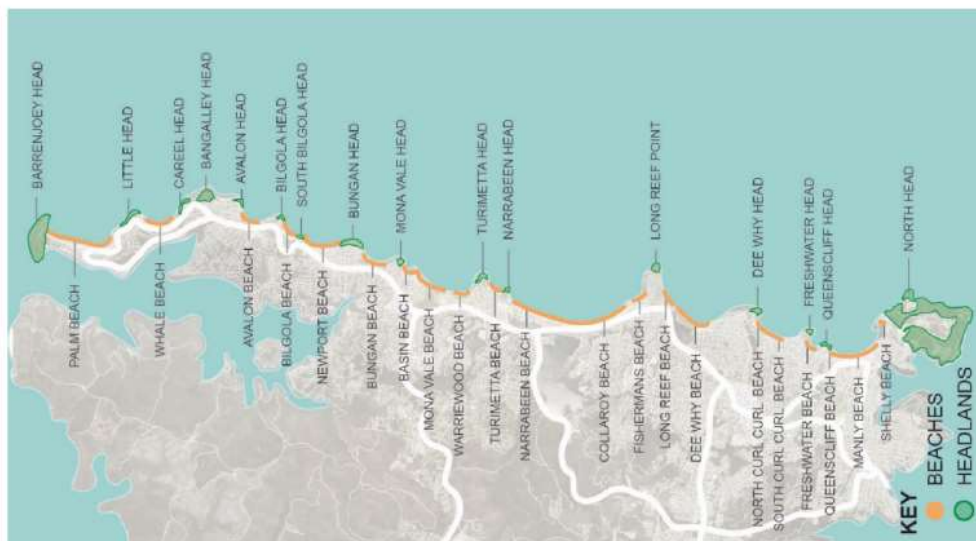 BARRENJOEY HEAD
LITTLE HEAD
CAREEL HEAD
BANGALLEY HEAD
AVALON HEAD
BILGOLA HEAD
SOUTH BILGOLA HEAD
BUNGAN HEAD
MONA VALE HEAD
TURIMETTA HEAD
NARRABEEN HEAD
LONG REEF POINT
DEE WHY HEAD
FRESHWATER HEAD
QUEENSCLIFF HEAD
NORTH HEAD
PALM BEACH
WHALE BEACH
AVALON BEACH
BILGOLA BEACH
NEWPORT BEACH
BUNGAN BEACH
BASIN BEACH
MONA VALE BEACH
WARRIEWOOD BEACH
TURIMETTA BEACH
NARRABEEN BEACH
COLLAROY BEACH
FISHERMANS BEACH
LONG REEF BEACH
DEE WHY BEACH
NORTH CURL CURL BEACH
SOUTH CURL CURL BEACH
FRESHWATER BEACH
QUEENSCLIFF BEACH
MANLY BEACH
SHELLY BEACH
KEY
BEACHES
HEADLANDS